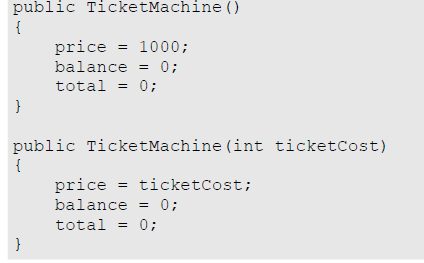 public TicketMachine()
{
    price = 1000;
    balance = 0;
    total = 0;
}

public TicketMachine(int ticketCost)
{
    price = ticketCost;
    balance = 0;
    total = 0;
}